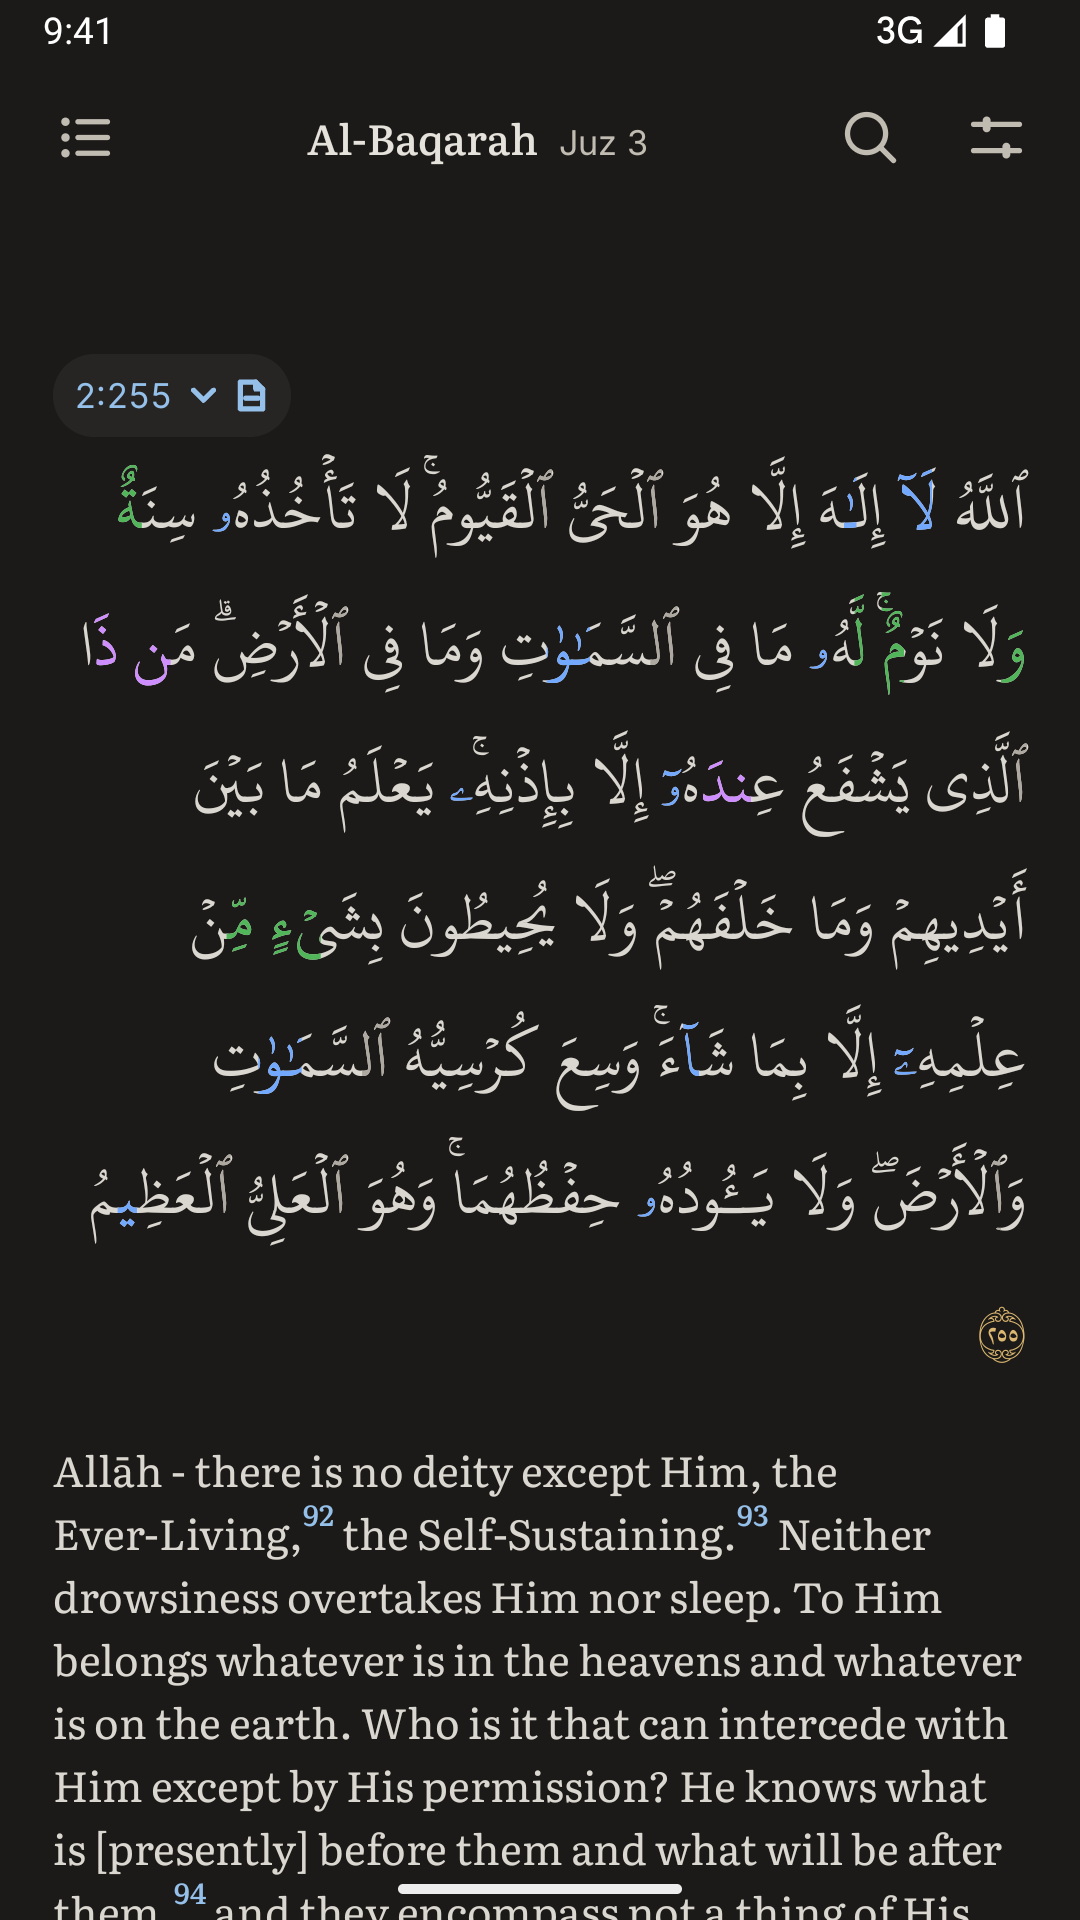 9:41 3G
Al-Baqarah Juz 3
2:255
ٱللَّهُ لَآ إِلَـٰهَ إِلَّا هُوَ ٱلْحَىُّ ٱلْقَيُّومُ ۚ لَا تَأْخُذُهُۥ سِنَةٌ
وَلَا نَوْمٌ ۚ لَّهُۥ مَا فِى ٱلسَّمَـٰوَٰتِ وَمَا فِى ٱلْأَرْضِ ۗ مَن ذَا
ٱلَّذِى يَشْفَعُ عِندَهُۥٓ إِلَّا بِإِذْنِهِۦ ۚ يَعْلَمُ مَا بَيْنَ
أَيْدِيهِمْ وَمَا خَلْفَهُمْ ۖ وَلَا يُحِيطُونَ بِشَىْءٍ مِّنْ
عِلْمِهِۦٓ إِلَّا بِمَا شَآءَ ۚ وَسِعَ كُرْسِيُّهُ ٱلسَّمَـٰوَٰتِ
وَٱلْأَرْضَ ۖ وَلَا يَـُٔودُهُۥ حِفْظُهُمَا ۚ وَهُوَ ٱلْعَلِىُّ ٱلْعَظِيمُ
٢٥٥
Allāh - there is no deity except Him, the
Ever-Living,92 the Self-Sustaining.93 Neither
drowsiness overtakes Him nor sleep. To Him
belongs whatever is in the heavens and whatever
is on the earth. Who is it that can intercede with
Him except by His permission? He knows what
is [presently] before them and what will be after
them,94 and they encompass not a thing of His